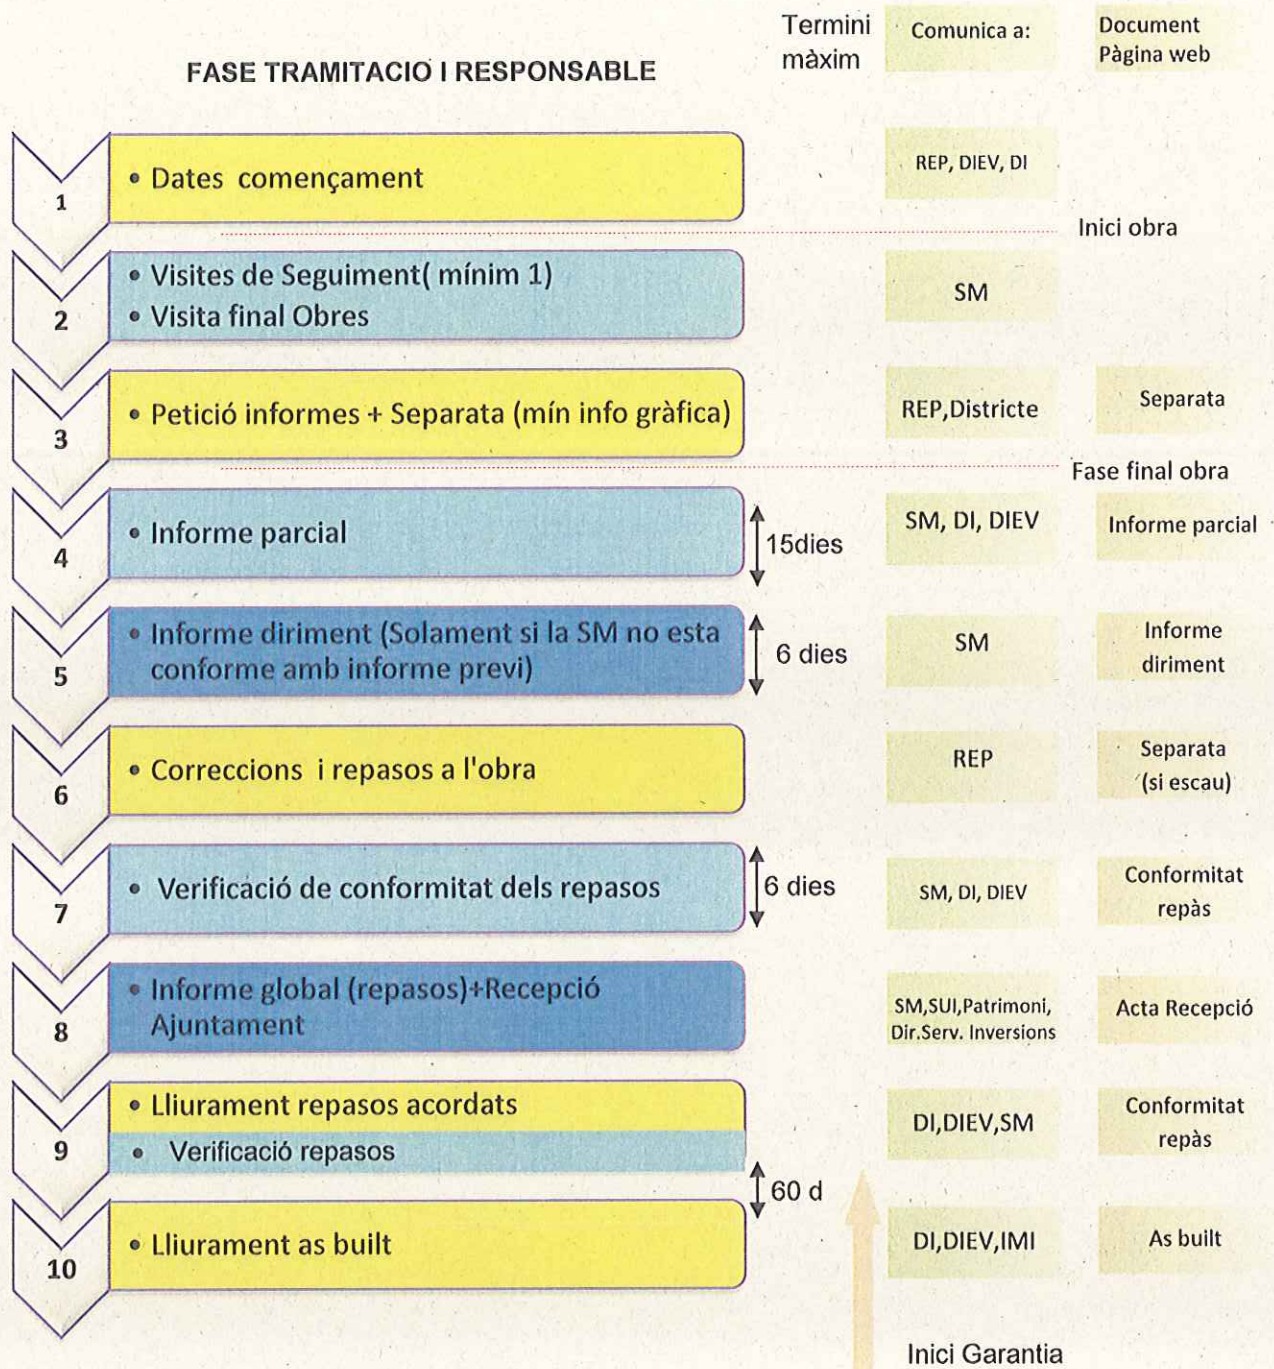 Termini
màxim
Comunica a:
Document
Pàgina web
FASE TRAMITACIO I RESPONSABLE
1
• Dates començament
REP, DIEV, DI
Inici obra
2
• Visites de Seguiment( mínim 1)
• Visita final Obres
SM
3
• Petició informes + Separata (mín info gràfica)
REP,Districte
Separata
Fase final obra
4
• Informe parcial
15dies
SM, DI, DIEV
Informe parcial
5
• Informe diriment (Solament si la SM no esta
conforme amb informe previ)
6 dies
SM
Informe
diriment
6
• Correccions i repasos a l'obra
REP
Separata
(si escau)
7
• Verificació de conformitat dels repasos
6 dies
SM, DI, DIEV
Conformitat
repàs
8
• Informe global (repasos)+Recepció
Ajuntament
SM,SUI,Patrimoni,
Dir.Serv. Inversions
Acta Recepció
9
• Lliurament repasos acordats
• Verificació repasos
DI,DIEV,SM
Conformitat
repàs
60 d
10
• Lliurament as built
DI,DIEV,IMI
As built
Inici Garantia